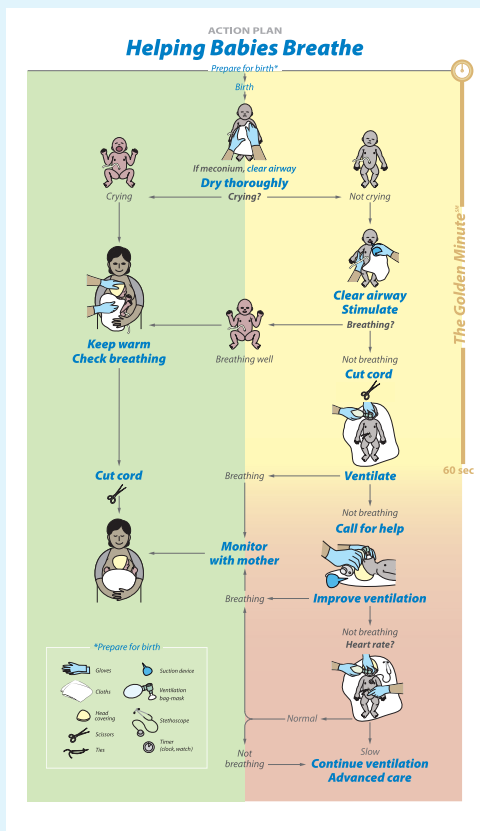 ACTION PLAN
Helping Babies Breathe
Prepare for birth*
Birth
If meconium, clear airway
Dry thoroughly
Crying
Crying?
Not crying
The Golden Minute℠
Clear airway
Stimulate
Breathing?
Keep warm
Check breathing
Breathing well
Not breathing
Cut cord
60 sec
Cut cord
Breathing
Ventilate
Not breathing
Call for help
Monitor
with mother
Breathing
Improve ventilation
Not breathing
Heart rate?
*Prepare for birth
Gloves
Suction device
Cloths
Ventilation
bag-mask
Head
covering
Stethoscope
Scissors
Ties
Timer
(clock, watch)
Normal
Not
breathing
Slow
Continue ventilation
Advanced care